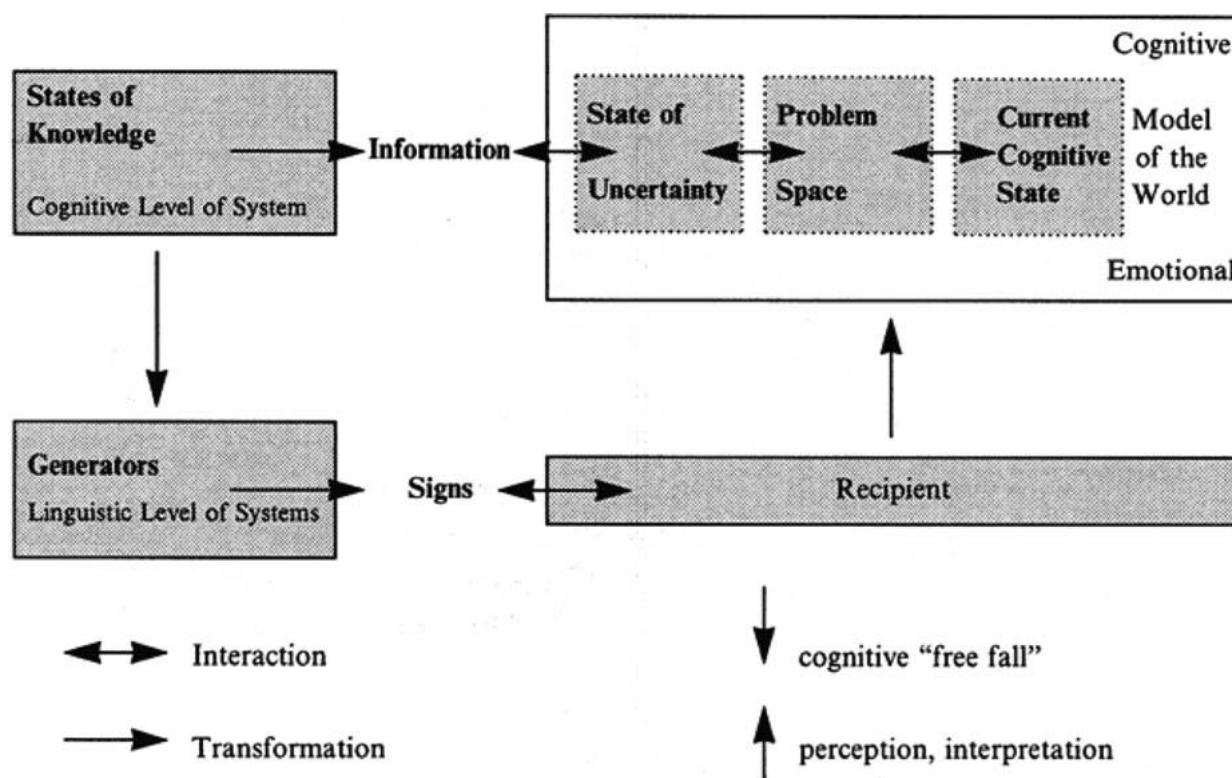 States of
Knowledge
Cognitive Level of System
Information
Cognitive
State of
Uncertainty
Problem
Space
Current
Cognitive
State
Model
of the
World
Emotional
Generators
Linguistic Level of Systems
Signs
Recipient
Interaction
Transformation
cognitive “free fall”
perception, interpretation